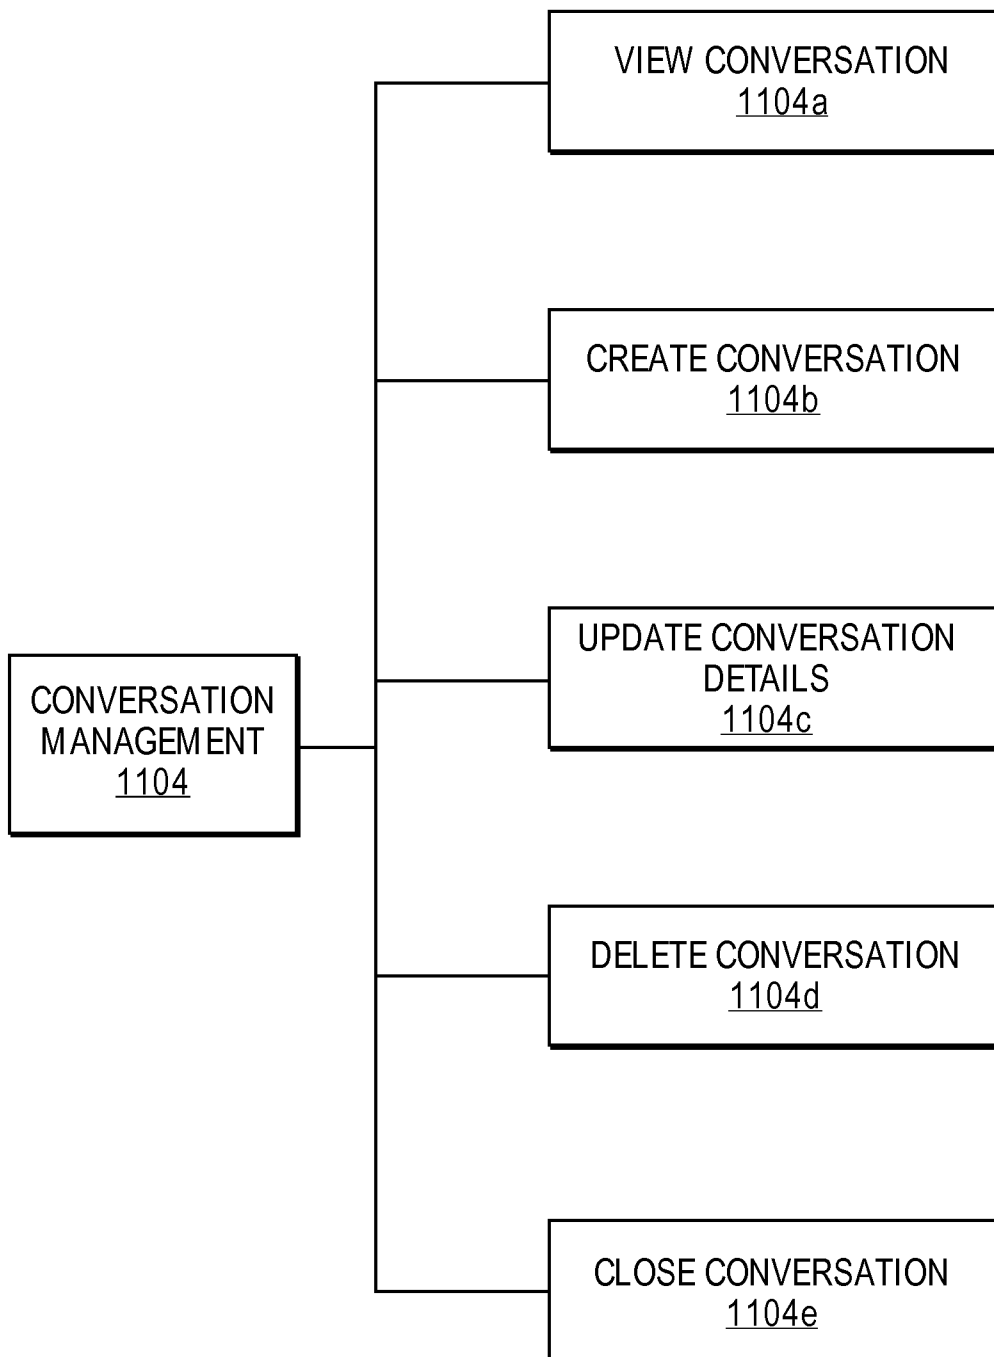 VIEW CONVERSATION
1104a
CREATE CONVERSATION
1104b
UPDATE CONVERSATION
DETAILS
1104c
CONVERSATION
MANAGEMENT
1104
DELETE CONVERSATION
1104d
CLOSE CONVERSATION
1104e